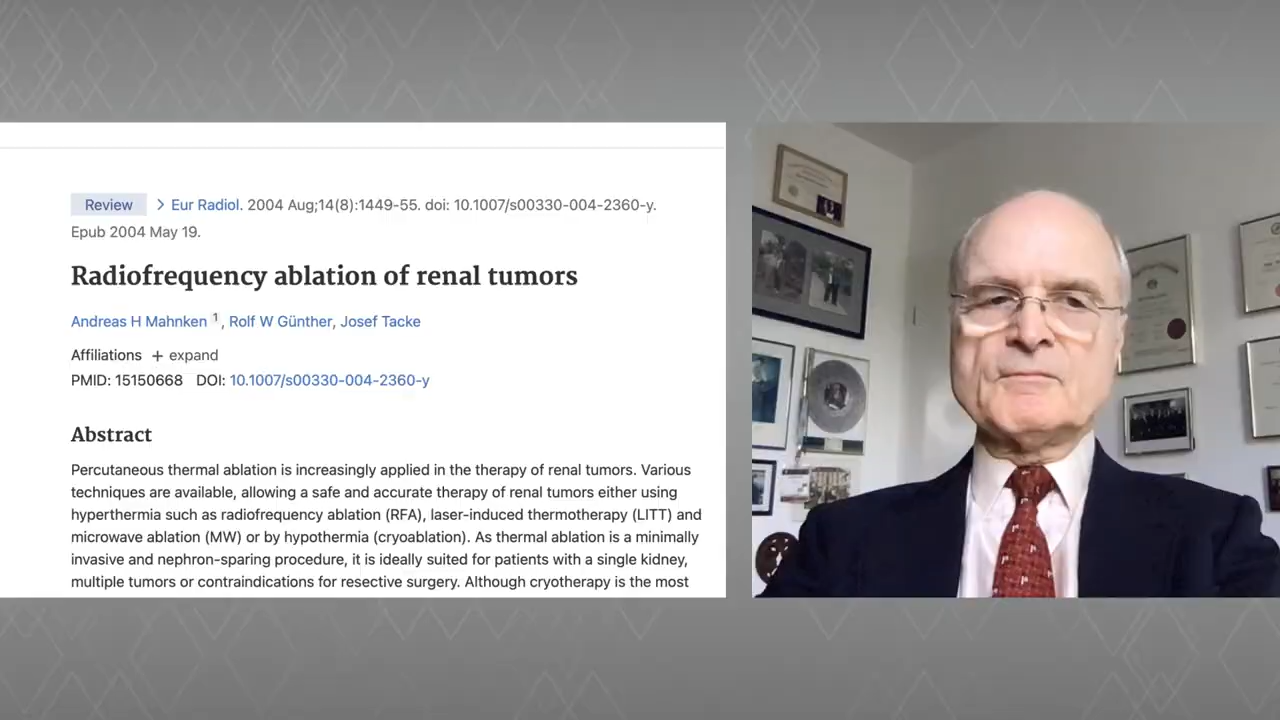 Review > Eur Radiol. 2004 Aug;14(8):1449-55. doi: 10.1007/s00330-004-2360-y.
Epub 2004 May 19.
Radiofrequency ablation of renal tumors
Andreas H Mahnken 1, Rolf W Günther, Josef Tacke
Affiliations + expand
PMID: 15150668 DOI: 10.1007/s00330-004-2360-y
Abstract
Percutaneous thermal ablation is increasingly applied in the therapy of renal tumors. Various
techniques are available, allowing a safe and accurate therapy of renal tumors either using
hyperthermia such as radiofrequency ablation (RFA), laser-induced thermotherapy (LITT) and
microwave ablation (MW) or by hypothermia (cryoablation). As thermal ablation is a minimally
invasive and nephron-sparing procedure, it is ideally suited for patients with a single kidney,
multiple tumors or contraindications for resective surgery. Although cryotherapy is the most